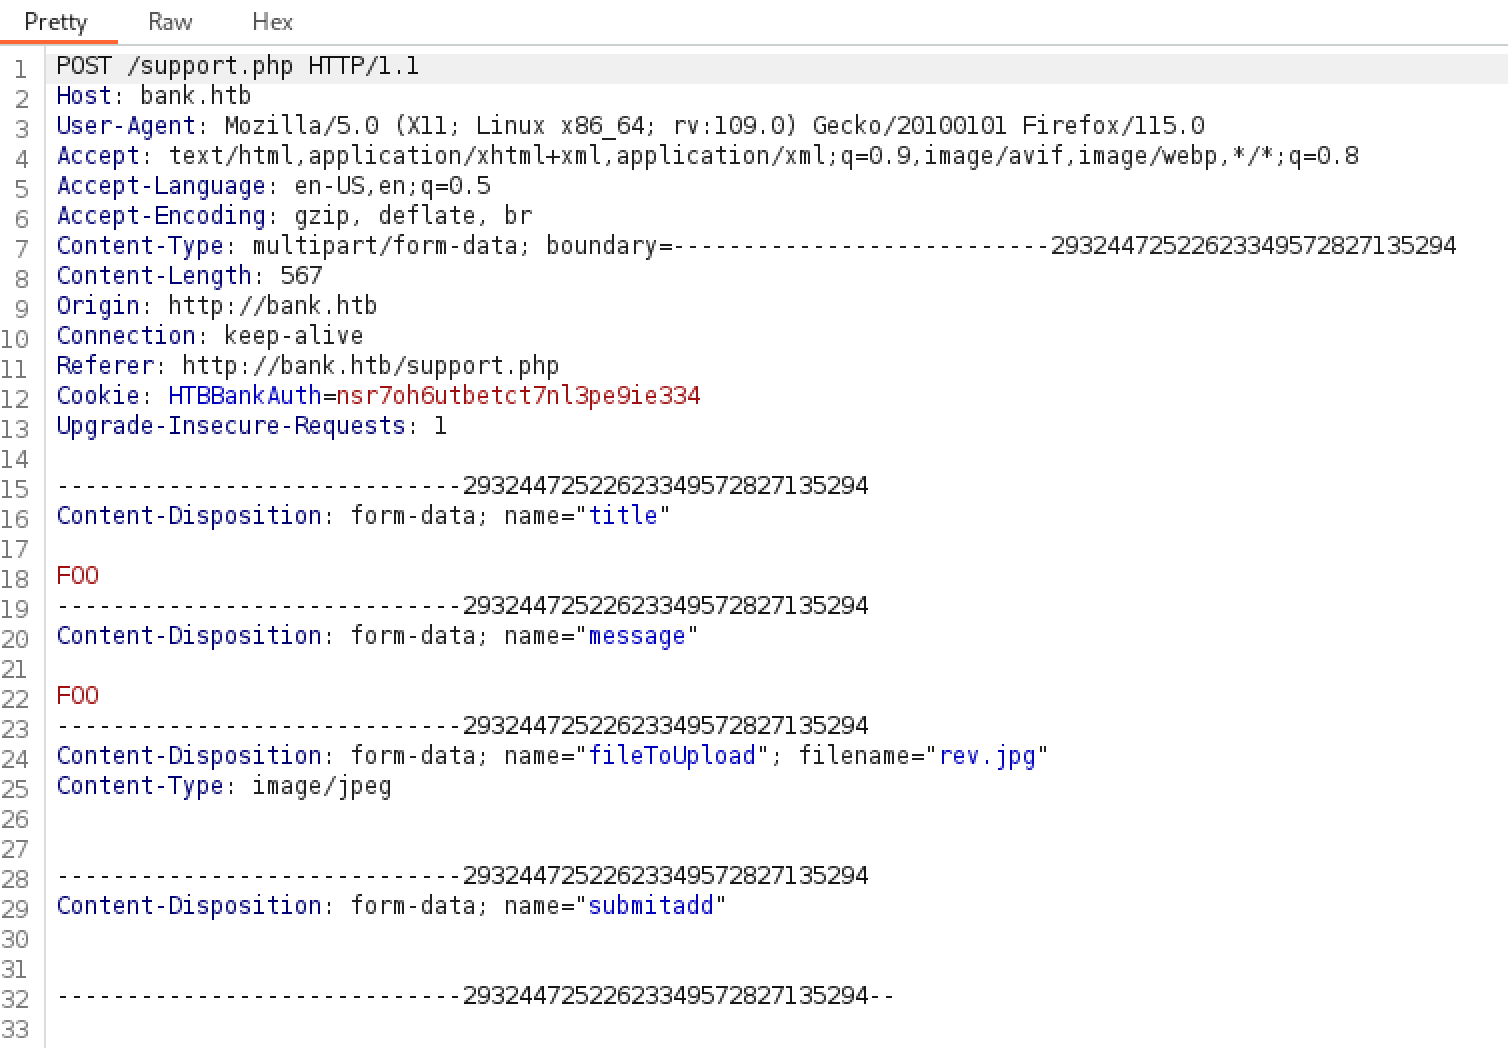 Pretty Raw Hex
1 POST /support.php HTTP/1.1
2 Host: bank.htb
3 User-Agent: Mozilla/5.0 (X11; Linux x86_64; rv:109.0) Gecko/20100101 Firefox/115.0
4 Accept: text/html,application/xhtml+xml,application/xml;q=0.9,image/avif,image/webp,*/*;q=0.8
5 Accept-Language: en-US,en;q=0.5
6 Accept-Encoding: gzip, deflate, br
7 Content-Type: multipart/form-data; boundary=---------------------------29324472522623349572827135294
8 Content-Length: 567
9 Origin: http://bank.htb
10 Connection: keep-alive
11 Referer: http://bank.htb/support.php
12 Cookie: HTBBankAuth=nsr7oh6utbetct7nl3pe9ie334
13 Upgrade-Insecure-Requests: 1
14
15 -----------------------------29324472522623349572827135294
16 Content-Disposition: form-data; name="title"
17
18 FOO
19 -----------------------------29324472522623349572827135294
20 Content-Disposition: form-data; name="message"
21
22 FOO
23 -----------------------------29324472522623349572827135294
24 Content-Disposition: form-data; name="fileToUpload"; filename="rev.jpg"
25 Content-Type: image/jpeg
26
27
28 -----------------------------29324472522623349572827135294
29 Content-Disposition: form-data; name="submitadd"
30
31
32 -----------------------------29324472522623349572827135294--
33